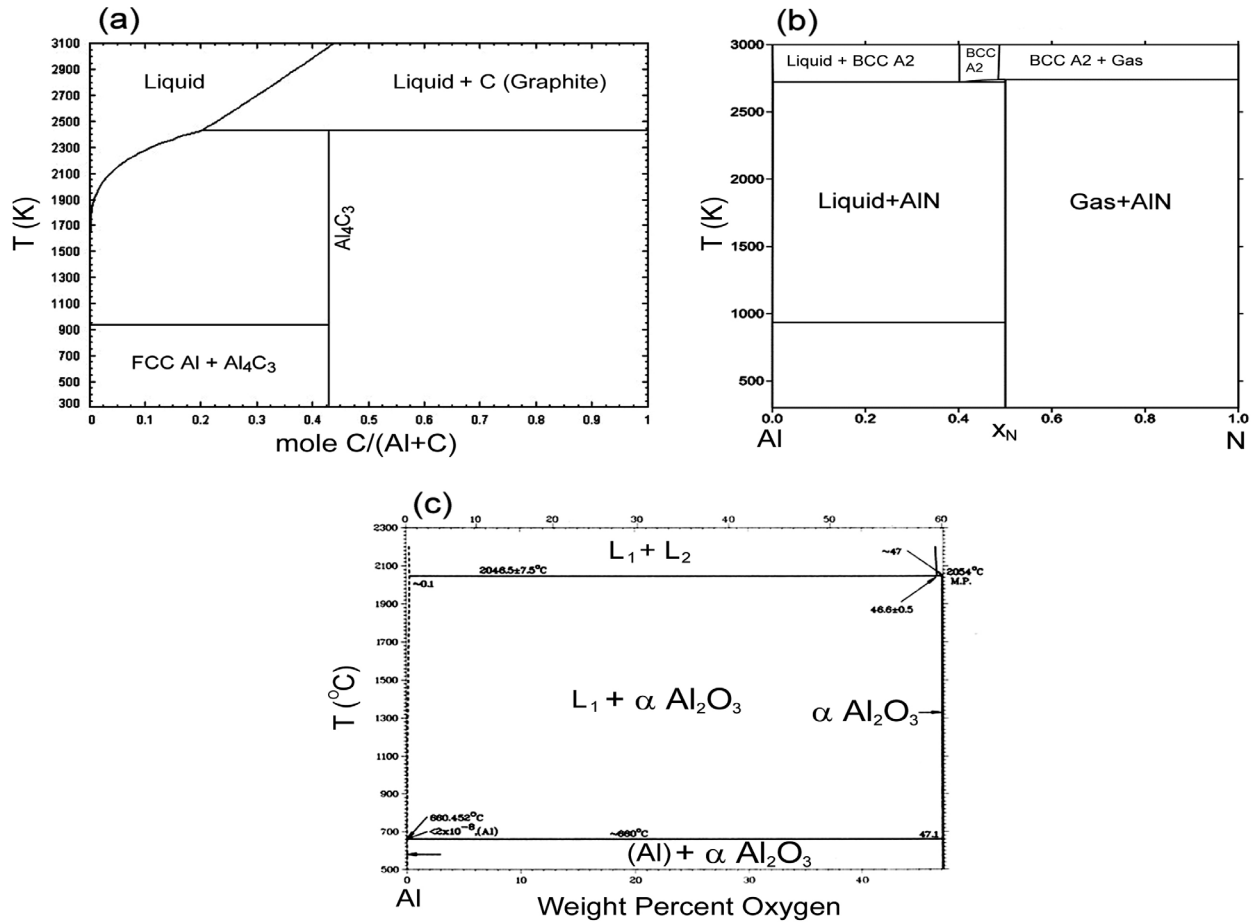 (a)
3100
2900
2700
2500
2300
2100
1900
1700
1500
1300
1100
900
700
500
300
T (K)
Liquid
Liquid + C (Graphite)
Al₄C₃
FCC Al + Al₄C₃
0 0.1 0.2 0.3 0.4 0.5 0.6 0.7 0.8 0.9 1
mole C/(Al+C)
(b)
3000
2500
2000
1500
1000
500
T (K)
Liquid + BCC A2
BCC
A2
BCC A2 + Gas
Liquid+AlN
Gas+AlN
0.0 0.2 0.4 0.6 0.8 1.0
Al
x_N
N
(c)
0 10 20 30 40 50 60
2300
2100
1900
1700
1500
1300
1100
900
700
500
T (°C)
L₁ + L₂
~47
2046.5±7.5°C
2054°C
M.P.
~0.1
46.6±0.5
L₁ + α Al₂O₃
α Al₂O₃
660.452°C
<2x10⁻⁸,(Al)
~660°C
47.1
(Al) + α Al₂O₃
0 10 20 30 40
Al
Weight Percent Oxygen